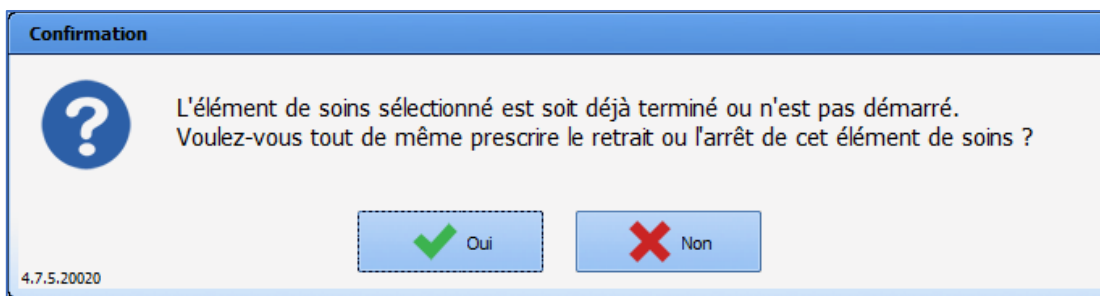 Confirmation
L'élément de soins sélectionné est soit déjà terminé ou n'est pas démarré.
Voulez-vous tout de même prescrire le retrait ou l'arrêt de cet élément de soins ?
Oui
Non
4.7.5.20020